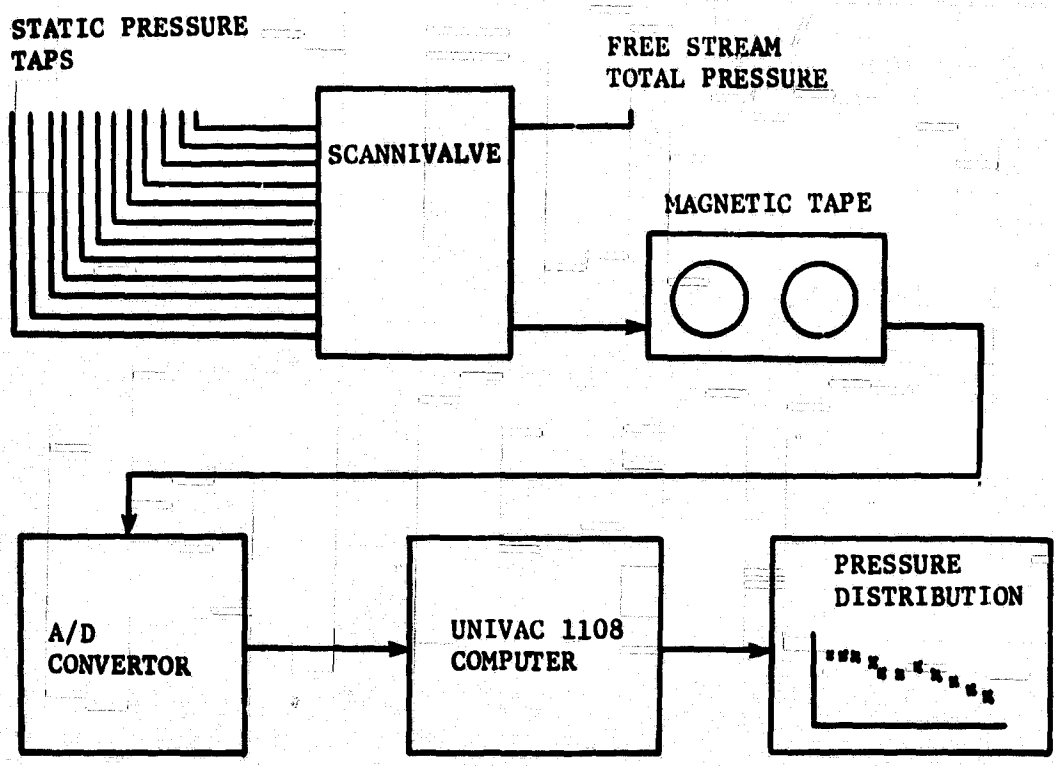 STATIC PRESSURE
TAPS
FREE STREAM
TOTAL PRESSURE
SCANNIVALVE
MAGNETIC TAPE
A/D
CONVERTOR
UNIVAC 1108
COMPUTER
PRESSURE
DISTRIBUTION